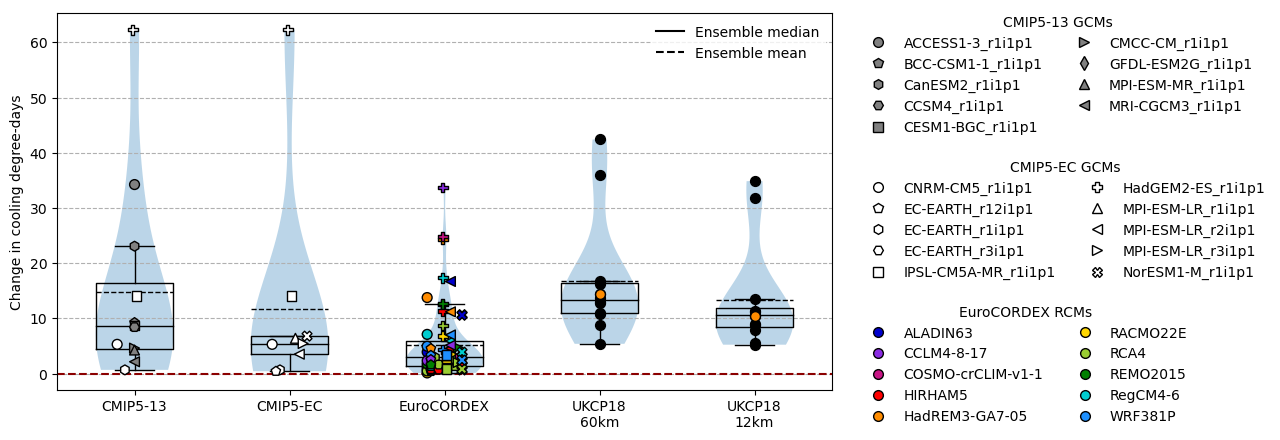 Change in cooling degree-days
60
50
40
30
20
10
0
Ensemble median
Ensemble mean
CMIP5-13
CMIP5-EC
EuroCORDEX
UKCP18
60km
UKCP18
12km
CMIP5-13 GCMs
ACCESS1-3_r1i1p1
BCC-CSM1-1_r1i1p1
CanESM2_r1i1p1
CCSM4_r1i1p1
CESM1-BGC_r1i1p1
CMCC-CM_r1i1p1
GFDL-ESM2G_r1i1p1
MPI-ESM-MR_r1i1p1
MRI-CGCM3_r1i1p1
CMIP5-EC GCMs
CNRM-CM5_r1i1p1
EC-EARTH_r12i1p1
EC-EARTH_r1i1p1
EC-EARTH_r3i1p1
IPSL-CM5A-MR_r1i1p1
HadGEM2-ES_r1i1p1
MPI-ESM-LR_r1i1p1
MPI-ESM-LR_r2i1p1
MPI-ESM-LR_r3i1p1
NorESM1-M_r1i1p1
EuroCORDEX RCMs
ALADIN63
CCLM4-8-17
COSMO-crCLIM-v1-1
HIRHAM5
HadREM3-GA7-05
RACMO22E
RCA4
REMO2015
RegCM4-6
WRF381P